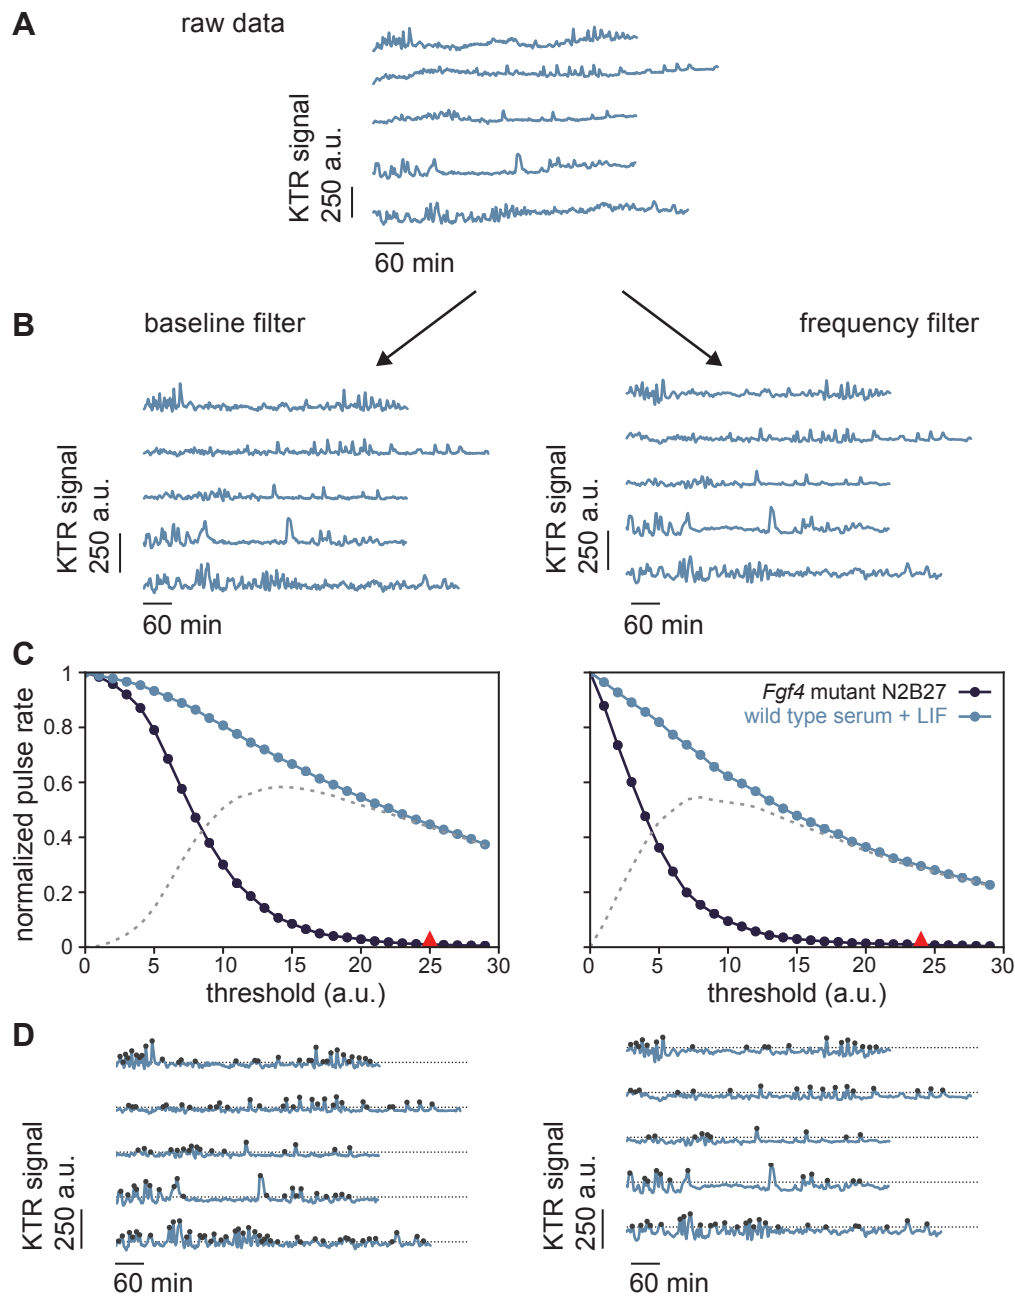 A
raw data
KTR signal
250 a.u.
60 min
B
baseline filter
frequency filter
KTR signal
250 a.u.
60 min
KTR signal
250 a.u.
60 min
C
normalized pulse rate
1
0.8
0.6
0.4
0.2
0
0 5 10 15 20 25 30
threshold (a.u.)
Fgf4 mutant N2B27
wild type serum + LIF
0 5 10 15 20 25 30
threshold (a.u.)
D
KTR signal
250 a.u.
60 min
KTR signal
250 a.u.
60 min